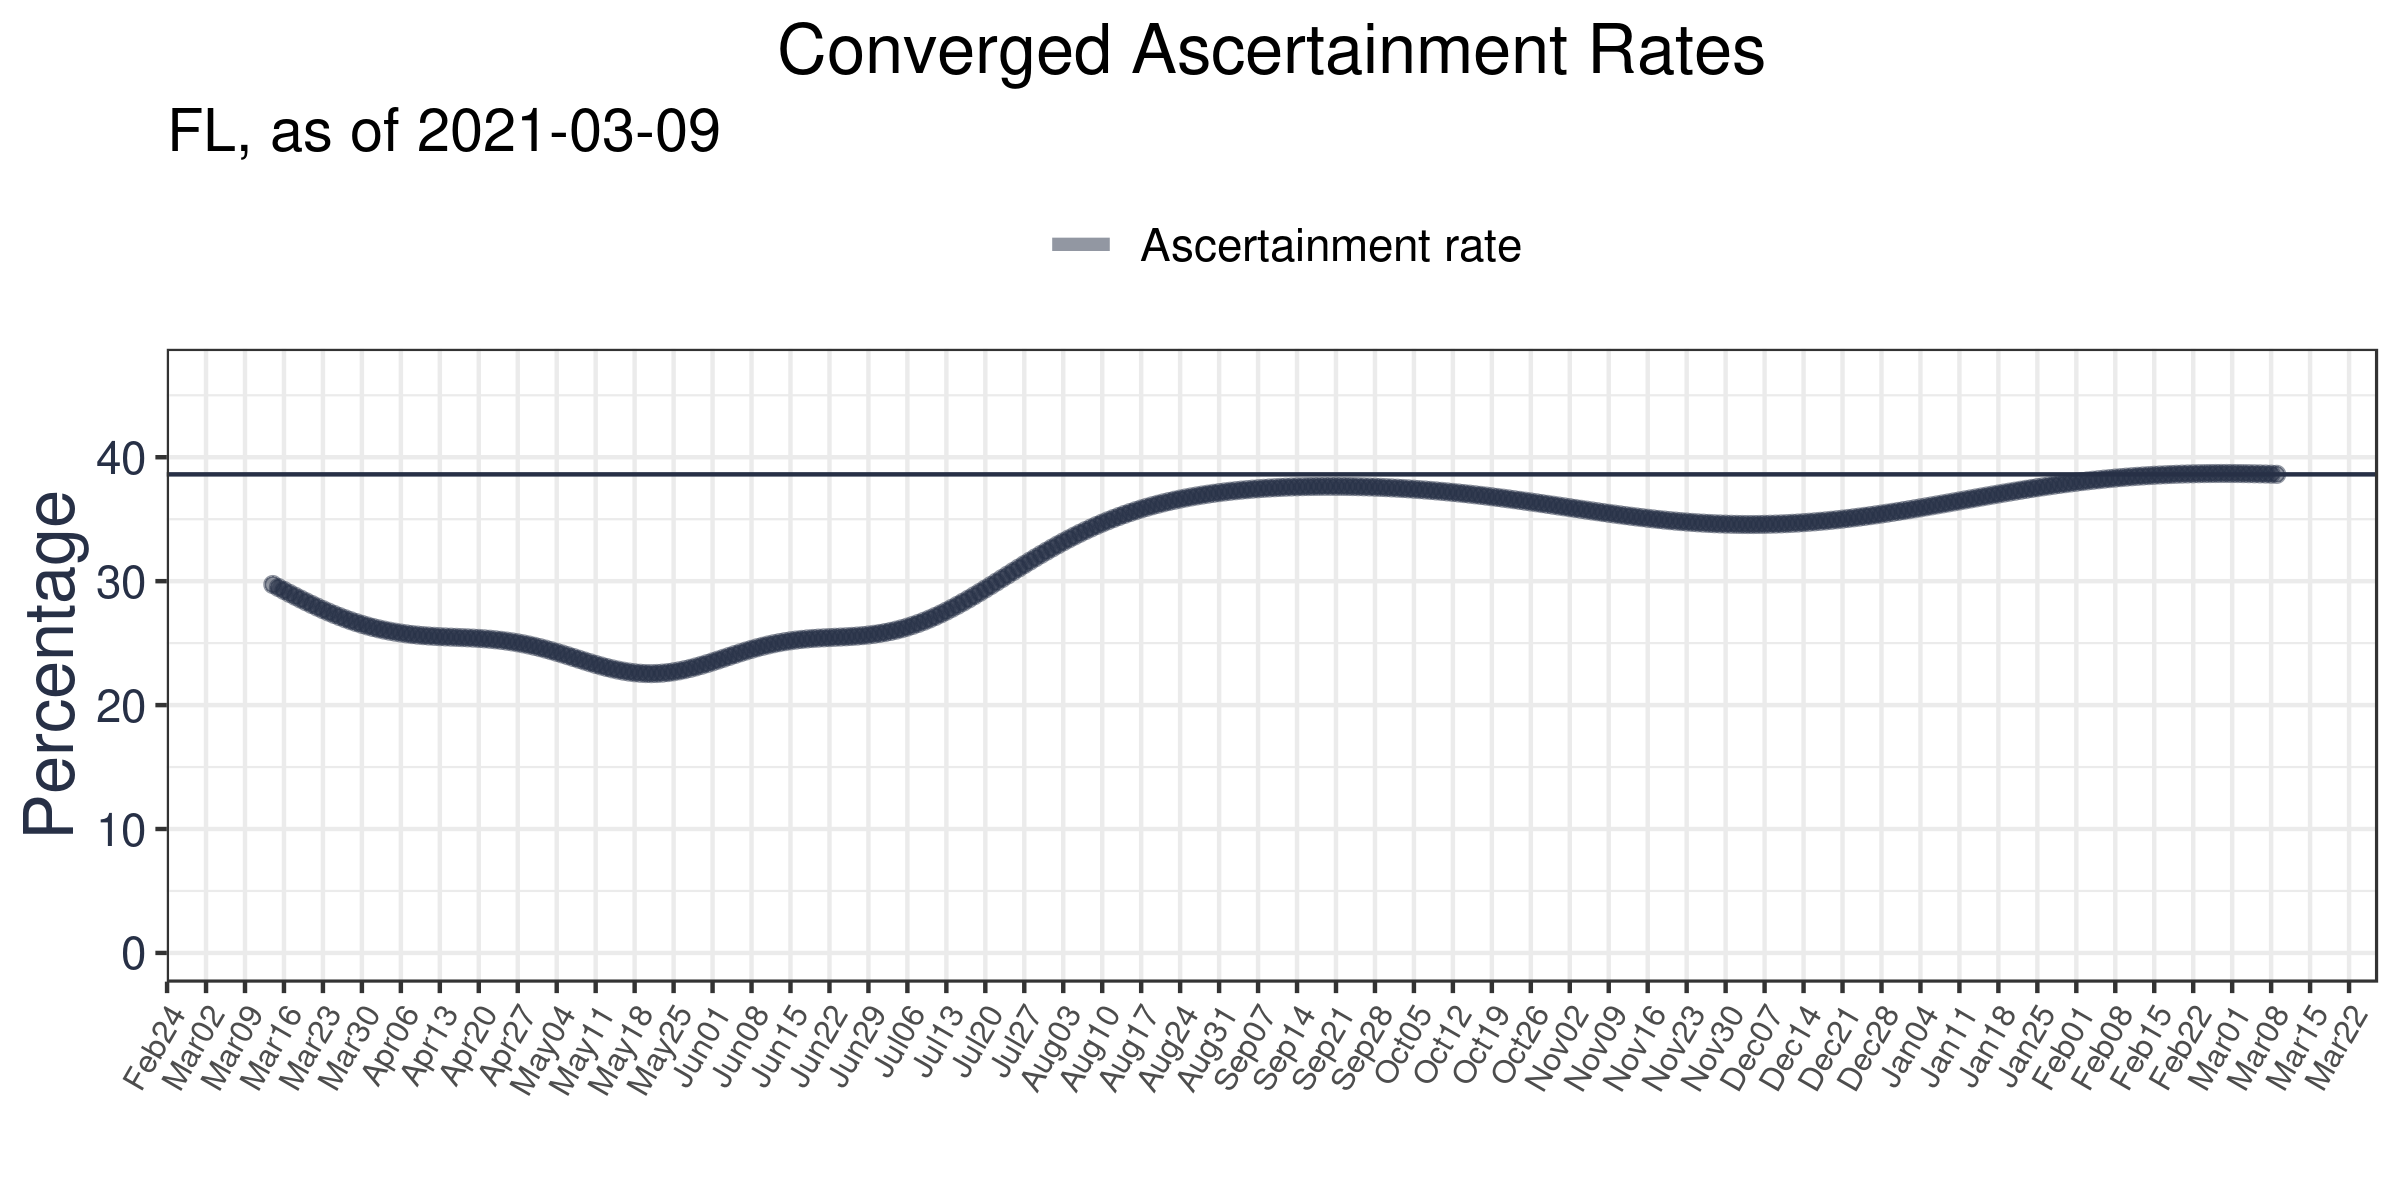 Converged Ascertainment Rates
FL, as of 2021-03-09
Ascertainment rate
Percentage
40
30
20
10
0
Feb24 Mar02 Mar09 Mar16 Mar23 Mar30 Apr06 Apr13 Apr20 Apr27 May04 May11 May18 May25 Jun01 Jun08 Jun15 Jun22 Jun29 Jul06 Jul13 Jul20 Jul27 Aug03 Aug10 Aug17 Aug24 Aug31 Sep07 Sep14 Sep21 Sep28 Oct05 Oct12 Oct19 Oct26 Nov02 Nov09 Nov16 Nov23 Nov30 Dec07 Dec14 Dec21 Dec28 Jan04 Jan11 Jan18 Jan25 Feb01 Feb08 Feb15 Feb22 Mar01 Mar08 Mar15 Mar22